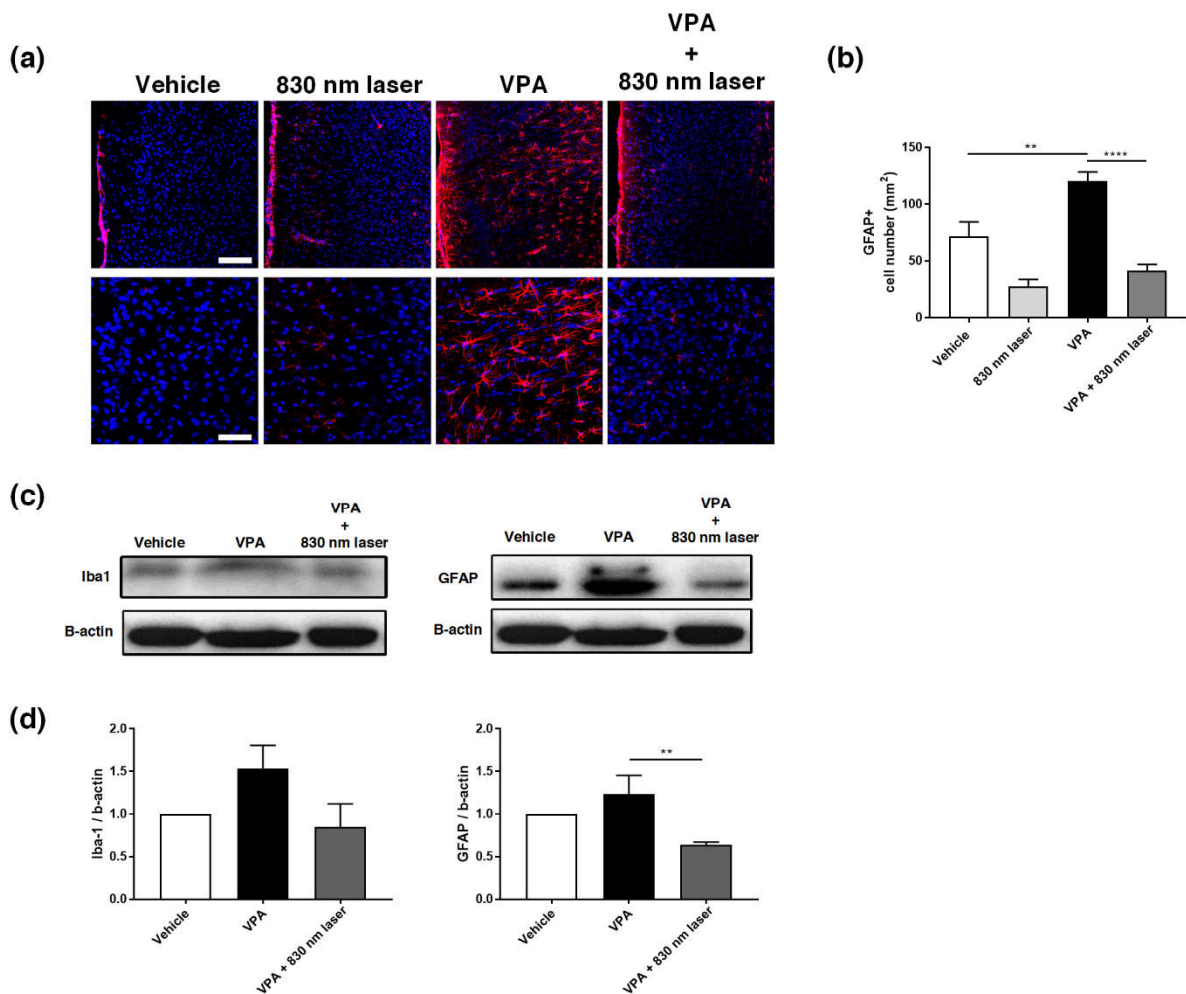 (a)
Vehicle
830 nm laser
VPA
VPA
+
830 nm laser
(b)
GFAP+
cell number (mm²)
150
100
50
0
**
****
Vehicle
830 nm laser
VPA
VPA + 830 nm laser
(c)
Vehicle
VPA
VPA
+
830 nm laser
Iba1
B-actin
Vehicle
VPA
VPA
+
830 nm laser
GFAP
B-actin
(d)
Iba-1 / b-actin
2.0
1.5
1.0
0.5
0.0
Vehicle
VPA
VPA + 830 nm laser
GFAP / b-actin
2.0
1.5
1.0
0.5
0.0
**
Vehicle
VPA
VPA + 830 nm laser